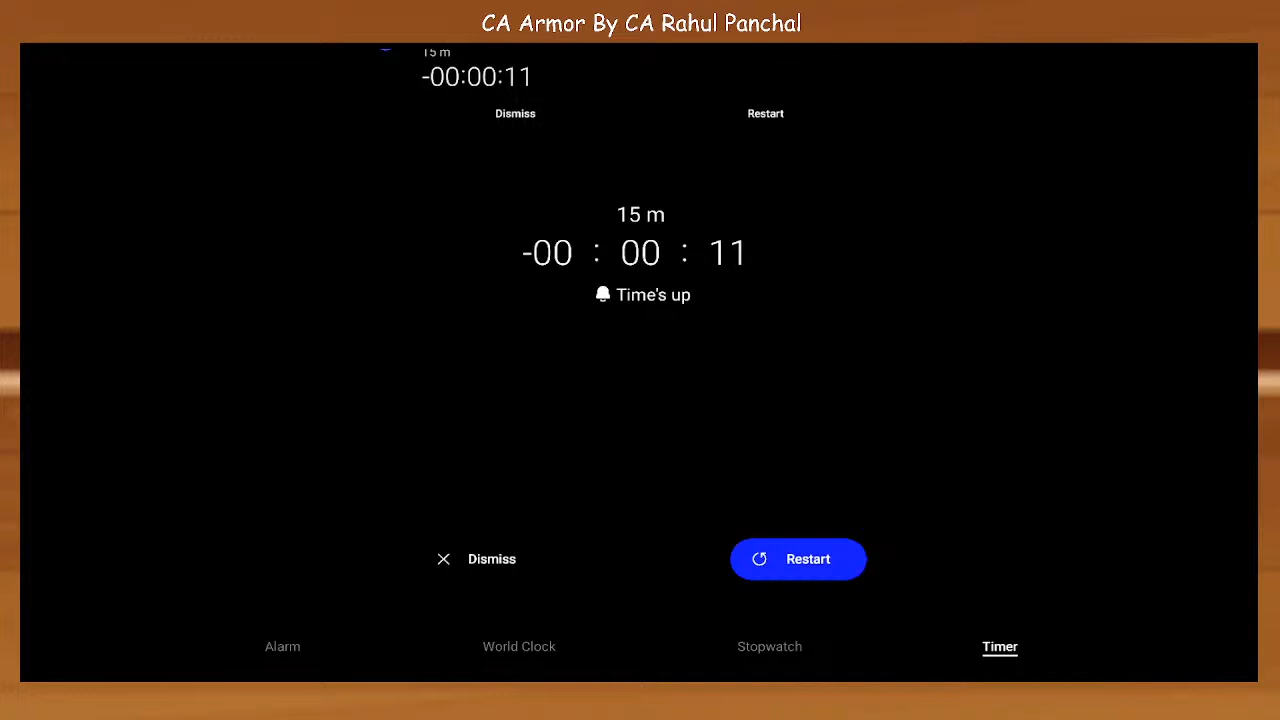 CA Armor By CA Rahul Panchal
15 m
-00:00:11
Dismiss Restart
15 m
-00 : 00 : 11
Time's up
Dismiss Restart
Alarm World Clock Stopwatch Timer